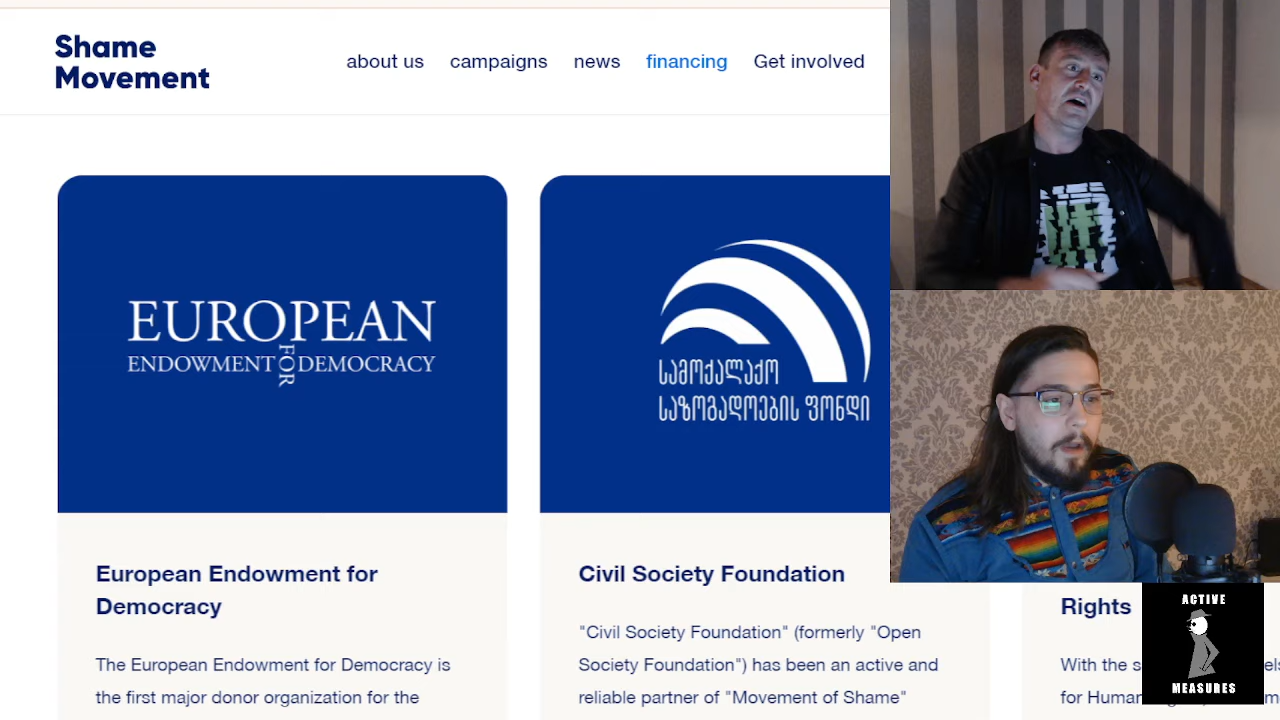 Shame
Movement
about us campaigns news financing Get involved
EUROPEAN
ENDOWMENT FOR DEMOCRACY
სამოქალაქო
საზოგადოების ფონდი
European Endowment for
Democracy
The European Endowment for Democracy is
the first major donor organization for the
Civil Society Foundation
"Civil Society Foundation" (formerly "Open
Society Foundation") has been an active and
reliable partner of "Movement of Shame"
Rights
With the
for Human
ACTIVE
MEASURES